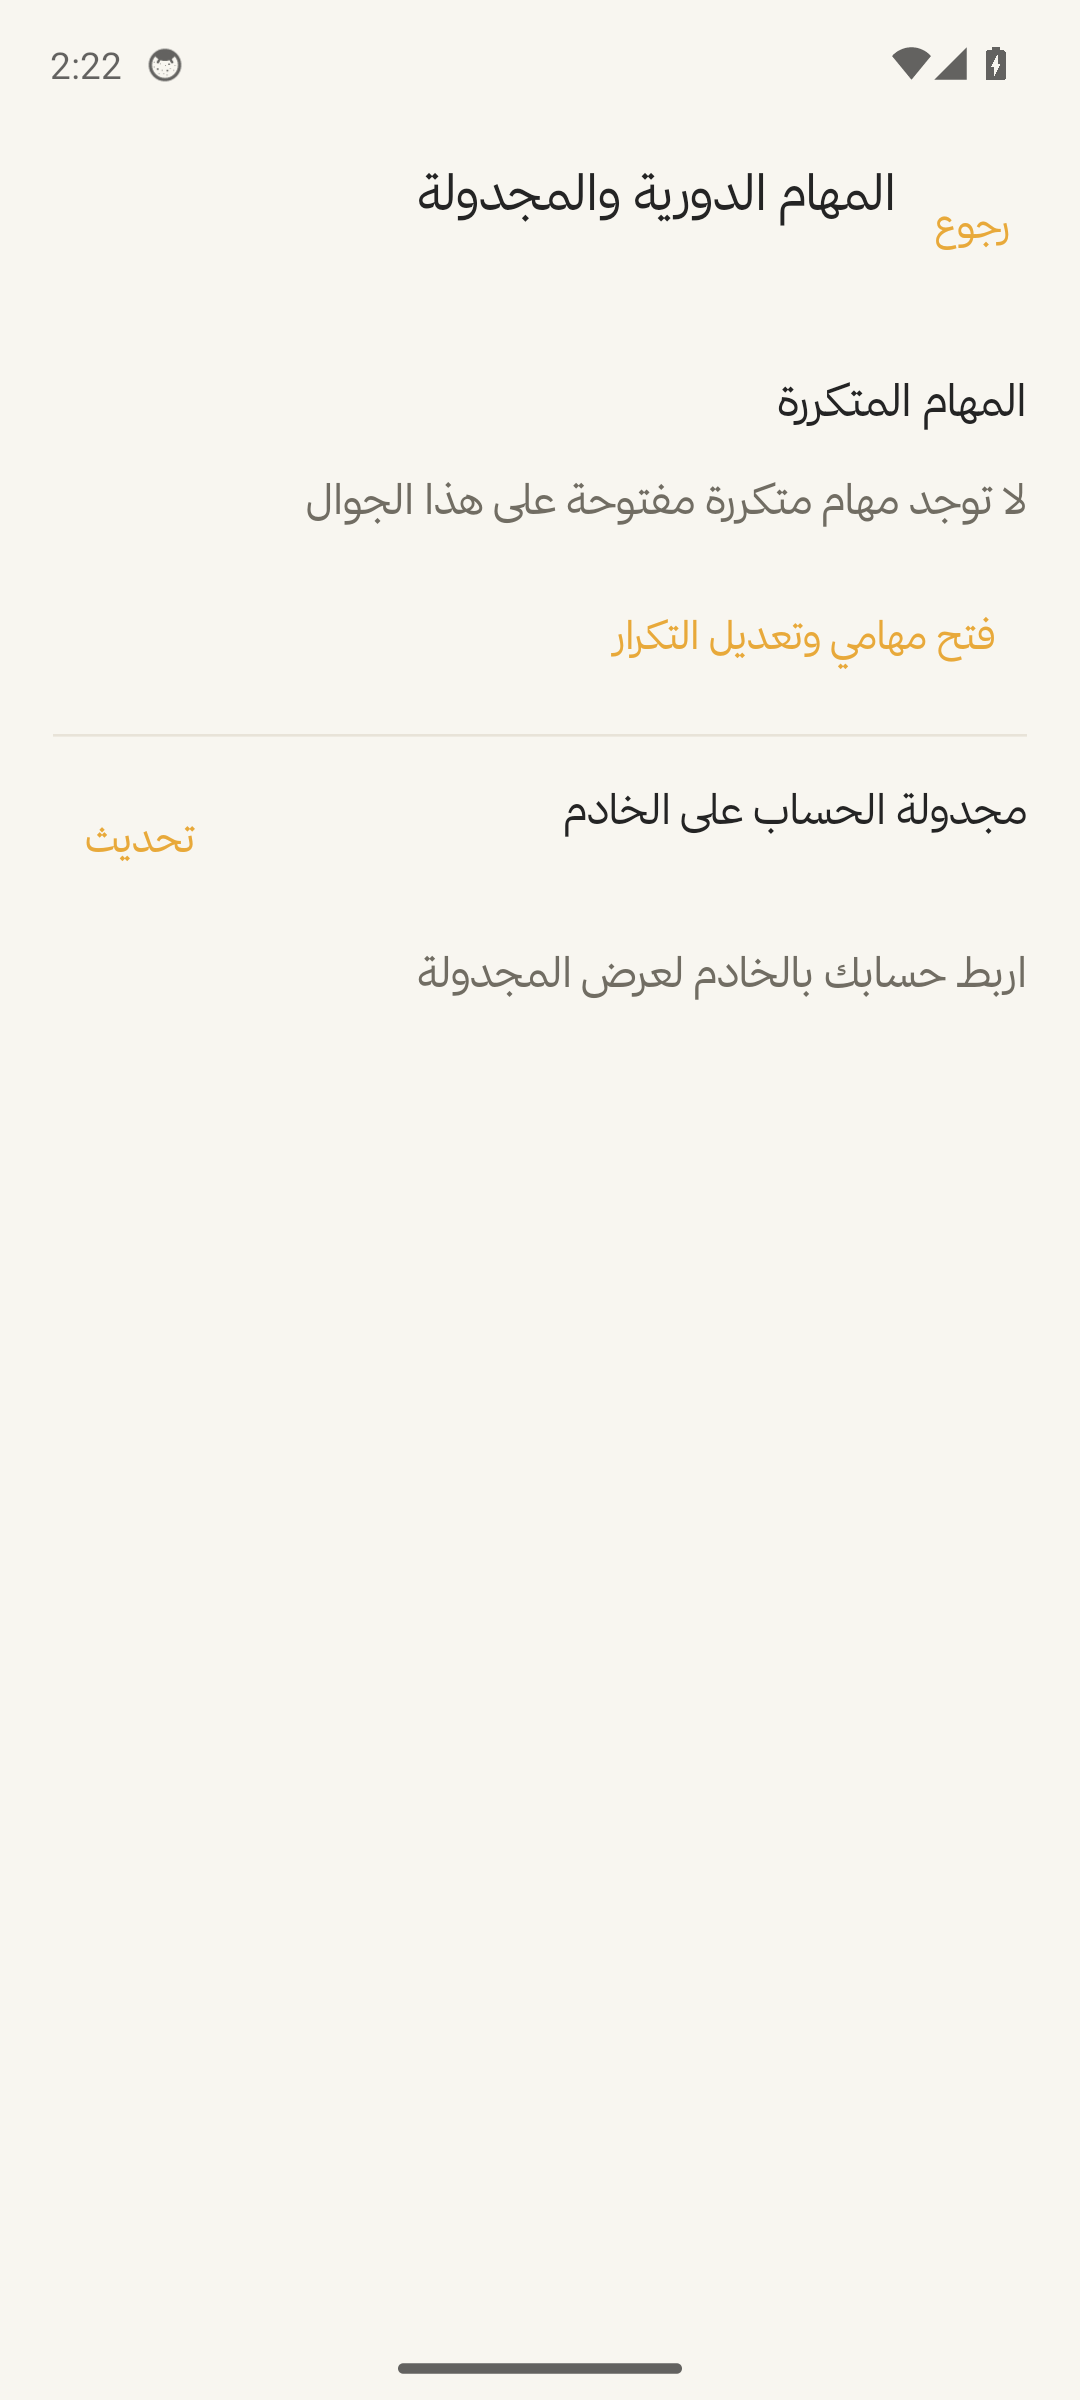 2:22
رجوع
المهام الدورية والمجدولة
المهام المتكررة
لا توجد مهام متكررة مفتوحة على هذا الجوال
فتح مهامي وتعديل التكرار
مجدولة الحساب على الخادم
تحديث
اربط حسابك بالخادم لعرض المجدولة